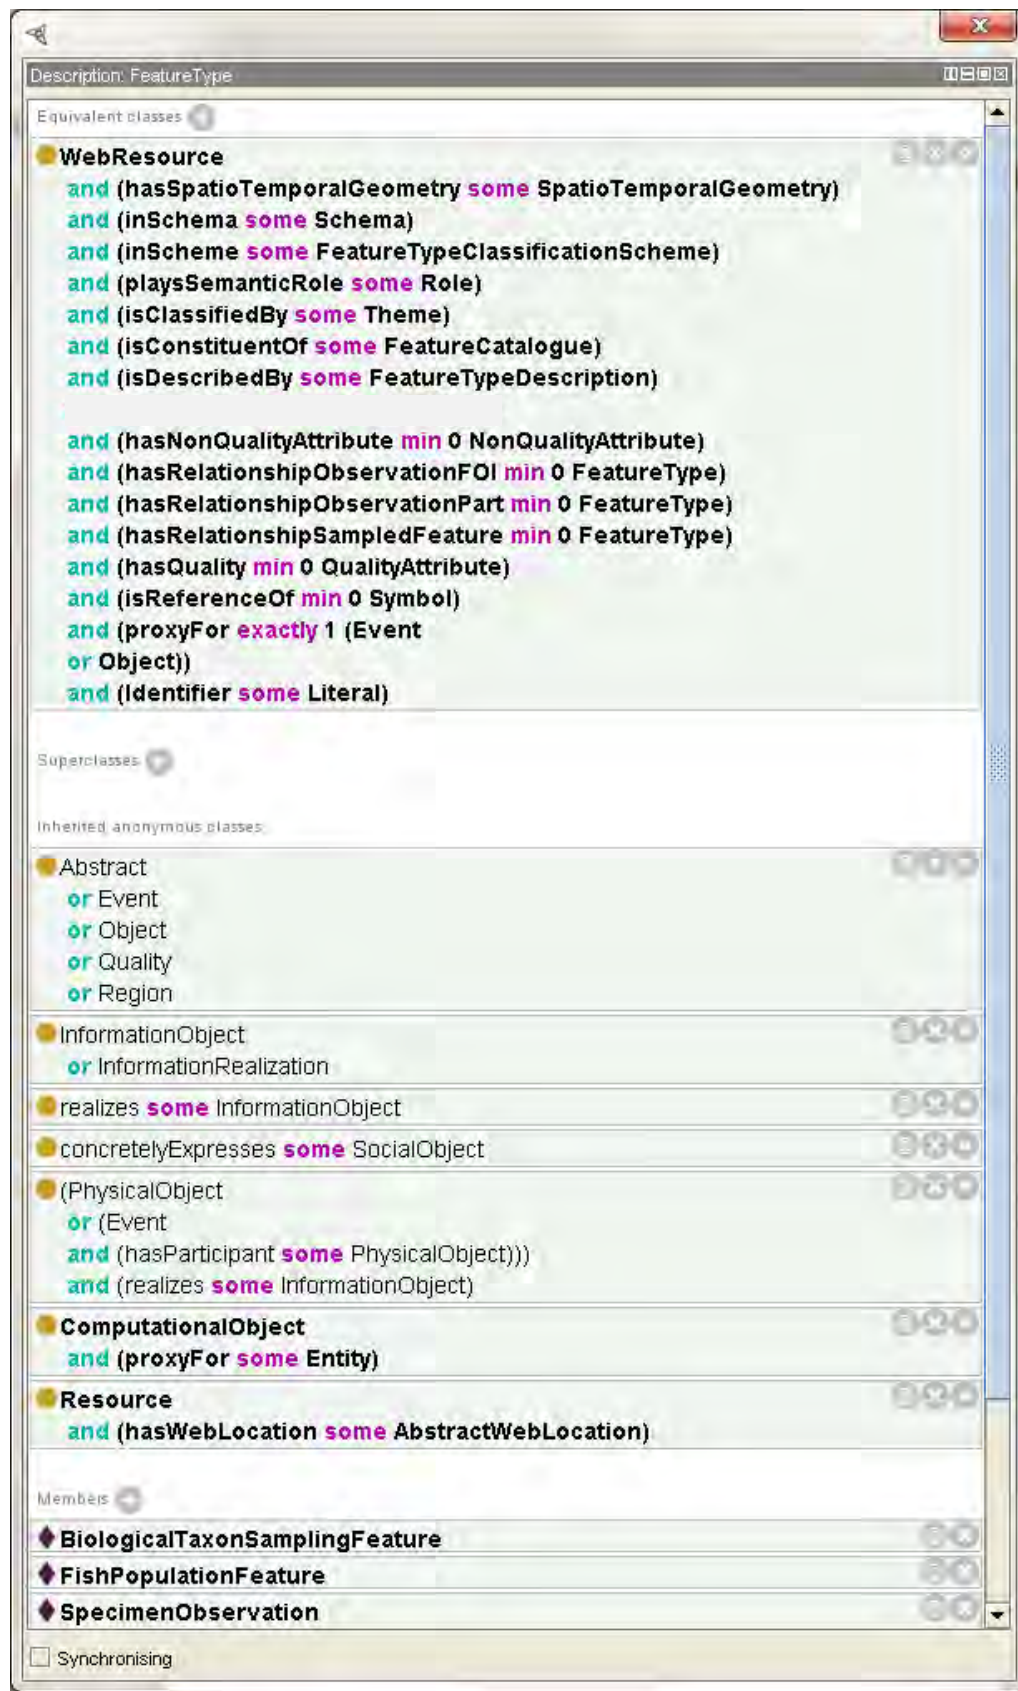 Description: FeatureType
Equivalent classes
WebResource
and (hasSpatioTemporalGeometry some SpatioTemporalGeometry)
and (inSchema some Schema)
and (inScheme some FeatureTypeClassificationScheme)
and (playsSemanticRole some Role)
and (isClassifiedBy some Theme)
and (isConstituentOf some FeatureCatalogue)
and (isDescribedBy some FeatureTypeDescription)
and (hasNonQualityAttribute min 0 NonQualityAttribute)
and (hasRelationshipObservationFOI min 0 FeatureType)
and (hasRelationshipObservationPart min 0 FeatureType)
and (hasRelationshipSampledFeature min 0 FeatureType)
and (hasQuality min 0 QualityAttribute)
and (isReferenceOf min 0 Symbol)
and (proxyFor exactly 1 (Event
or Object))
and (Identifier some Literal)
Superclasses
Inherited anonymous classes
Abstract
or Event
or Object
or Quality
or Region
InformationObject
or InformationRealization
realizes some InformationObject
concretelyExpresses some SocialObject
(PhysicalObject
or (Event
and (hasParticipant some PhysicalObject)))
and (realizes some InformationObject)
ComputationalObject
and (proxyFor some Entity)
Resource
and (hasWebLocation some AbstractWebLocation)
Members
BiologicalTaxonSamplingFeature
FishPopulationFeature
SpecimenObservation
Synchronising